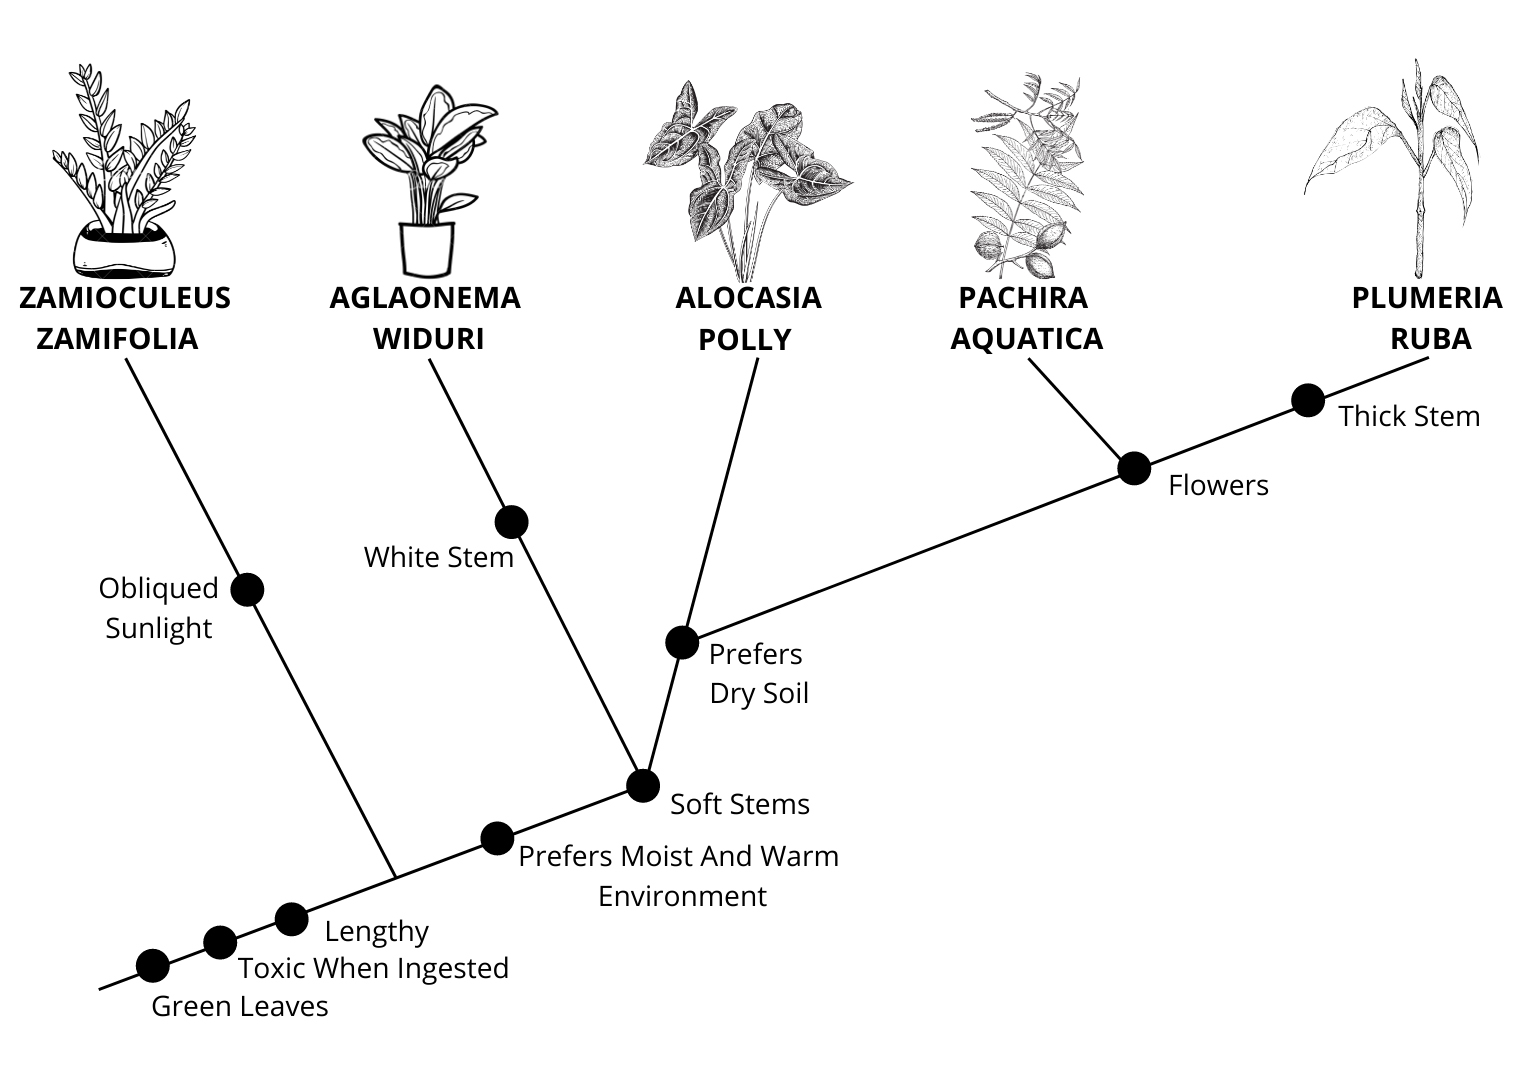 ZAMIOCULEUS
ZAMIFOLIA
AGLAONEMA
WIDURI
ALOCASIA
POLLY
PACHIRA
AQUATICA
PLUMERIA
RUBA
Thick Stem
Flowers
White Stem
Obliqued
Sunlight
Prefers
Dry Soil
Soft Stems
Prefers Moist And Warm
Environment
Lengthy
Toxic When Ingested
Green Leaves